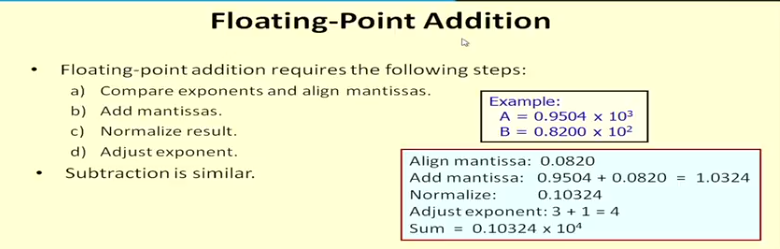 Floating-Point Addition
• Floating-point addition requires the following steps:
a) Compare exponents and align mantissas.
b) Add mantissas.
c) Normalize result.
d) Adjust exponent.
• Subtraction is similar.
Example:
A = 0.9504 x 10³
B = 0.8200 x 10²
Align mantissa: 0.0820
Add mantissa: 0.9504 + 0.0820 = 1.0324
Normalize: 0.10324
Adjust exponent: 3 + 1 = 4
Sum = 0.10324 x 10⁴